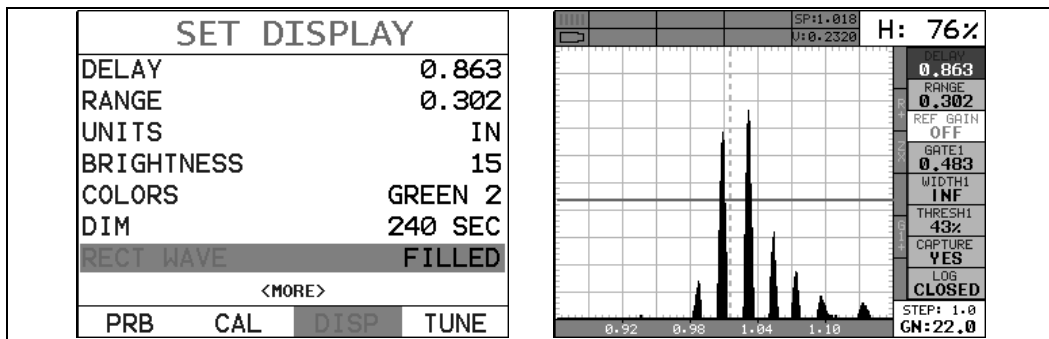 SET DISPLAY
DELAY 0.863
RANGE 0.302
UNITS IN
BRIGHTNESS 15
COLORS GREEN 2
DIM 240 SEC
RECT WAVE FILLED
<MORE>
PRB CAL DISP TUNE
SP:1.018
V:0.2320
H: 76%
DELAY
0.863
RANGE
0.302
REF GAIN
OFF
GATE1
0.483
WIDTH1
INF
THRESH1
43%
CAPTURE
YES
LOG
CLOSED
STEP: 1.0
GN:22.0
R+
ZX
G1+
0.92 0.98 1.04 1.10